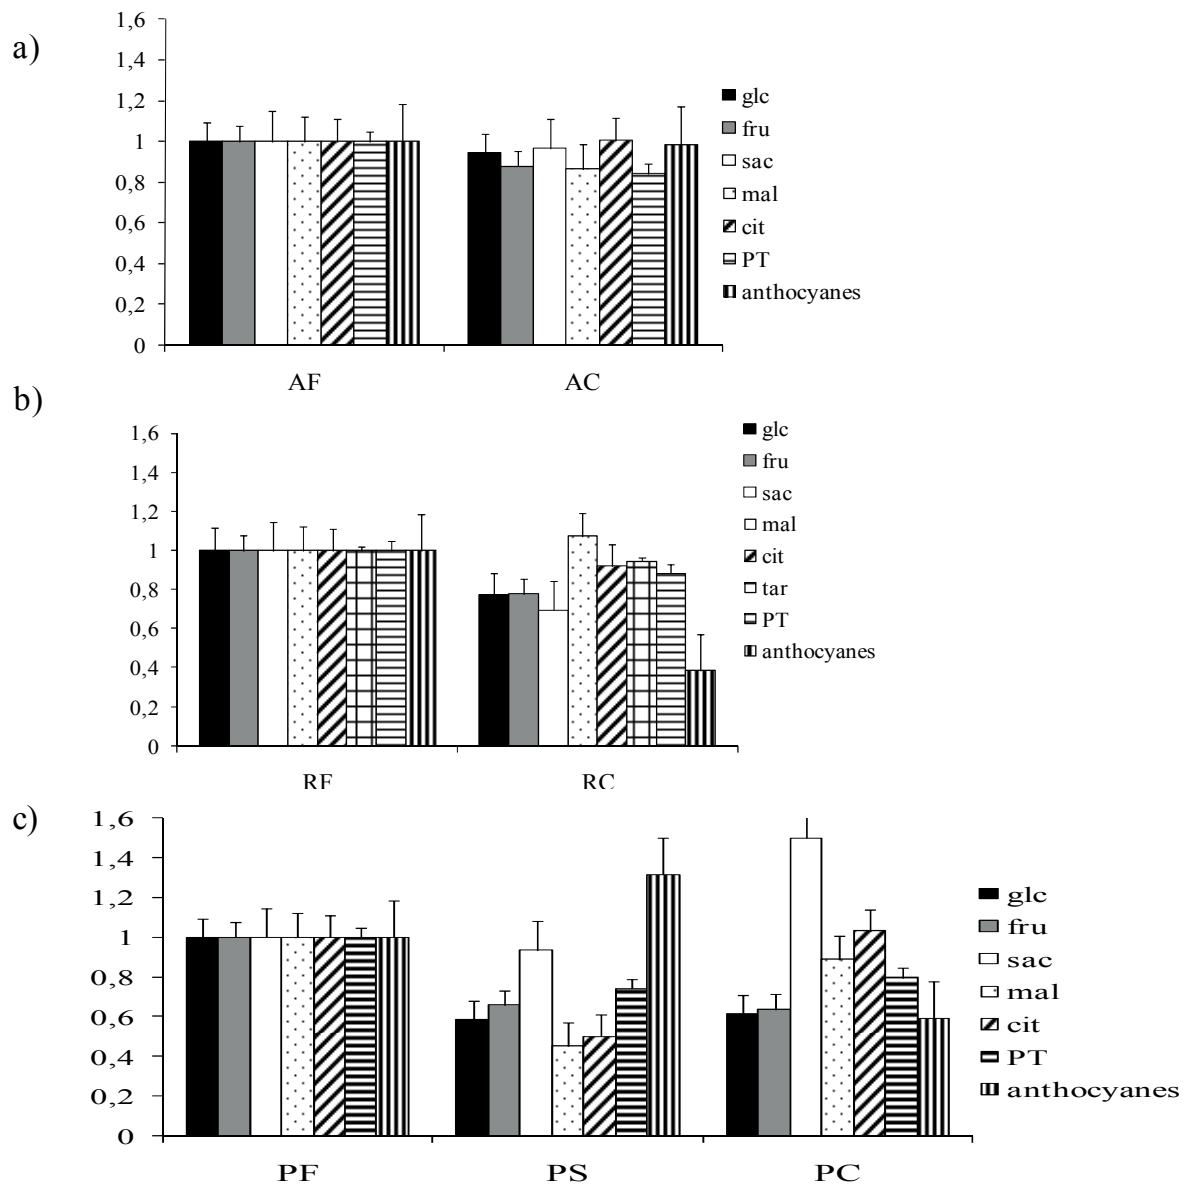 a)
1,6
1,4
1,2
1
0,8
0,6
0,4
0,2
0
AF AC
glc
fru
sac
mal
cit
PT
anthocyanes
b)
1,6
1,4
1,2
1
0,8
0,6
0,4
0,2
0
RF RC
glc
fru
sac
mal
cit
tar
PT
anthocyanes
c)
1,6
1,4
1,2
1
0,8
0,6
0,4
0,2
0
PF PS PC
glc
fru
sac
mal
cit
PT
anthocyanes